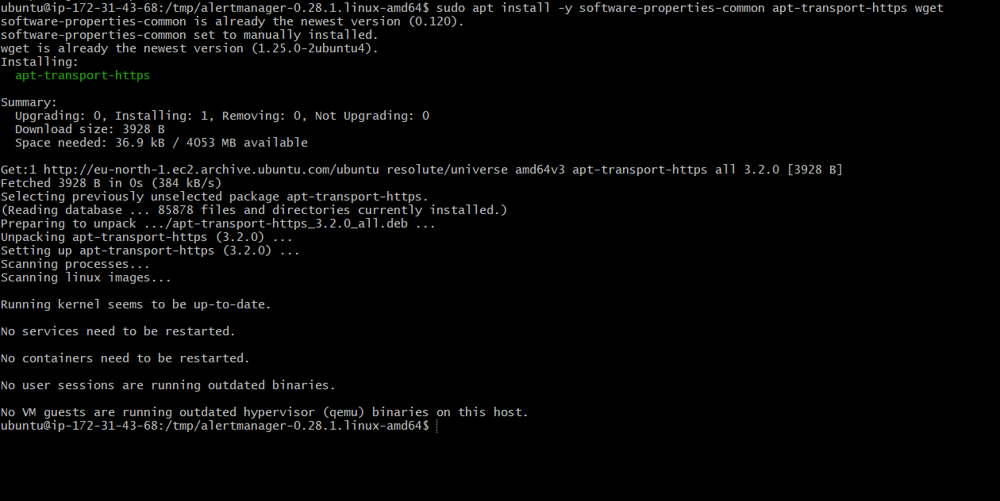 ubuntu@ip-172-31-43-68:/tmp/alertmanager-0.28.1.linux-amd64$ sudo apt install -y software-properties-common apt-transport-https wget
software-properties-common is already the newest version (0.120).
software-properties-common set to manually installed.
wget is already the newest version (1.25.0-2ubuntu4).
Installing:
  apt-transport-https

Summary:
  Upgrading: 0, Installing: 1, Removing: 0, Not Upgrading: 0
  Download size: 3928 B
  Space needed: 36.9 kB / 4053 MB available

Get:1 http://eu-north-1.ec2.archive.ubuntu.com/ubuntu resolute/universe amd64v3 apt-transport-https all 3.2.0 [3928 B]
Fetched 3928 B in 0s (384 kB/s)
Selecting previously unselected package apt-transport-https.
(Reading database ... 85878 files and directories currently installed.)
Preparing to unpack .../apt-transport-https_3.2.0_all.deb ...
Unpacking apt-transport-https (3.2.0) ...
Setting up apt-transport-https (3.2.0) ...
Scanning processes...
Scanning linux images...

Running kernel seems to be up-to-date.

No services need to be restarted.

No containers need to be restarted.

No user sessions are running outdated binaries.

No VM guests are running outdated hypervisor (qemu) binaries on this host.
ubuntu@ip-172-31-43-68:/tmp/alertmanager-0.28.1.linux-amd64$